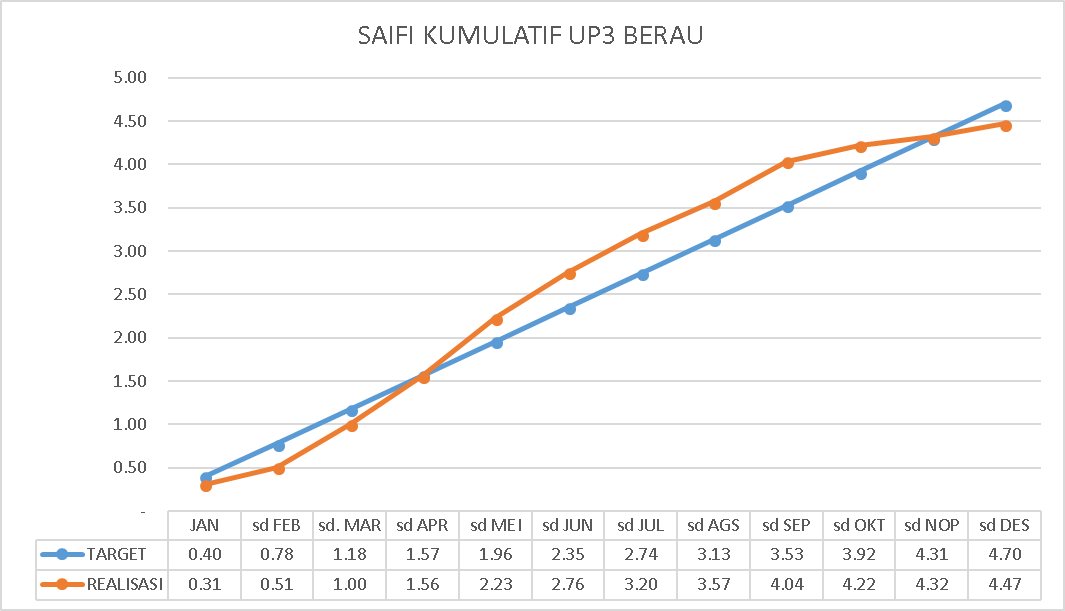 SAIFI KUMULATIF UP3 BERAU
5.00
4.50
4.00
3.50
3.00
2.50
2.00
1.50
1.00
0.50
-
JAN sd FEB sd. MAR sd APR sd MEI sd JUN sd JUL sd AGS sd SEP sd OKT sd NOP sd DES
TARGET 0.40 0.78 1.18 1.57 1.96 2.35 2.74 3.13 3.53 3.92 4.31 4.70
REALISASI 0.31 0.51 1.00 1.56 2.23 2.76 3.20 3.57 4.04 4.22 4.32 4.47